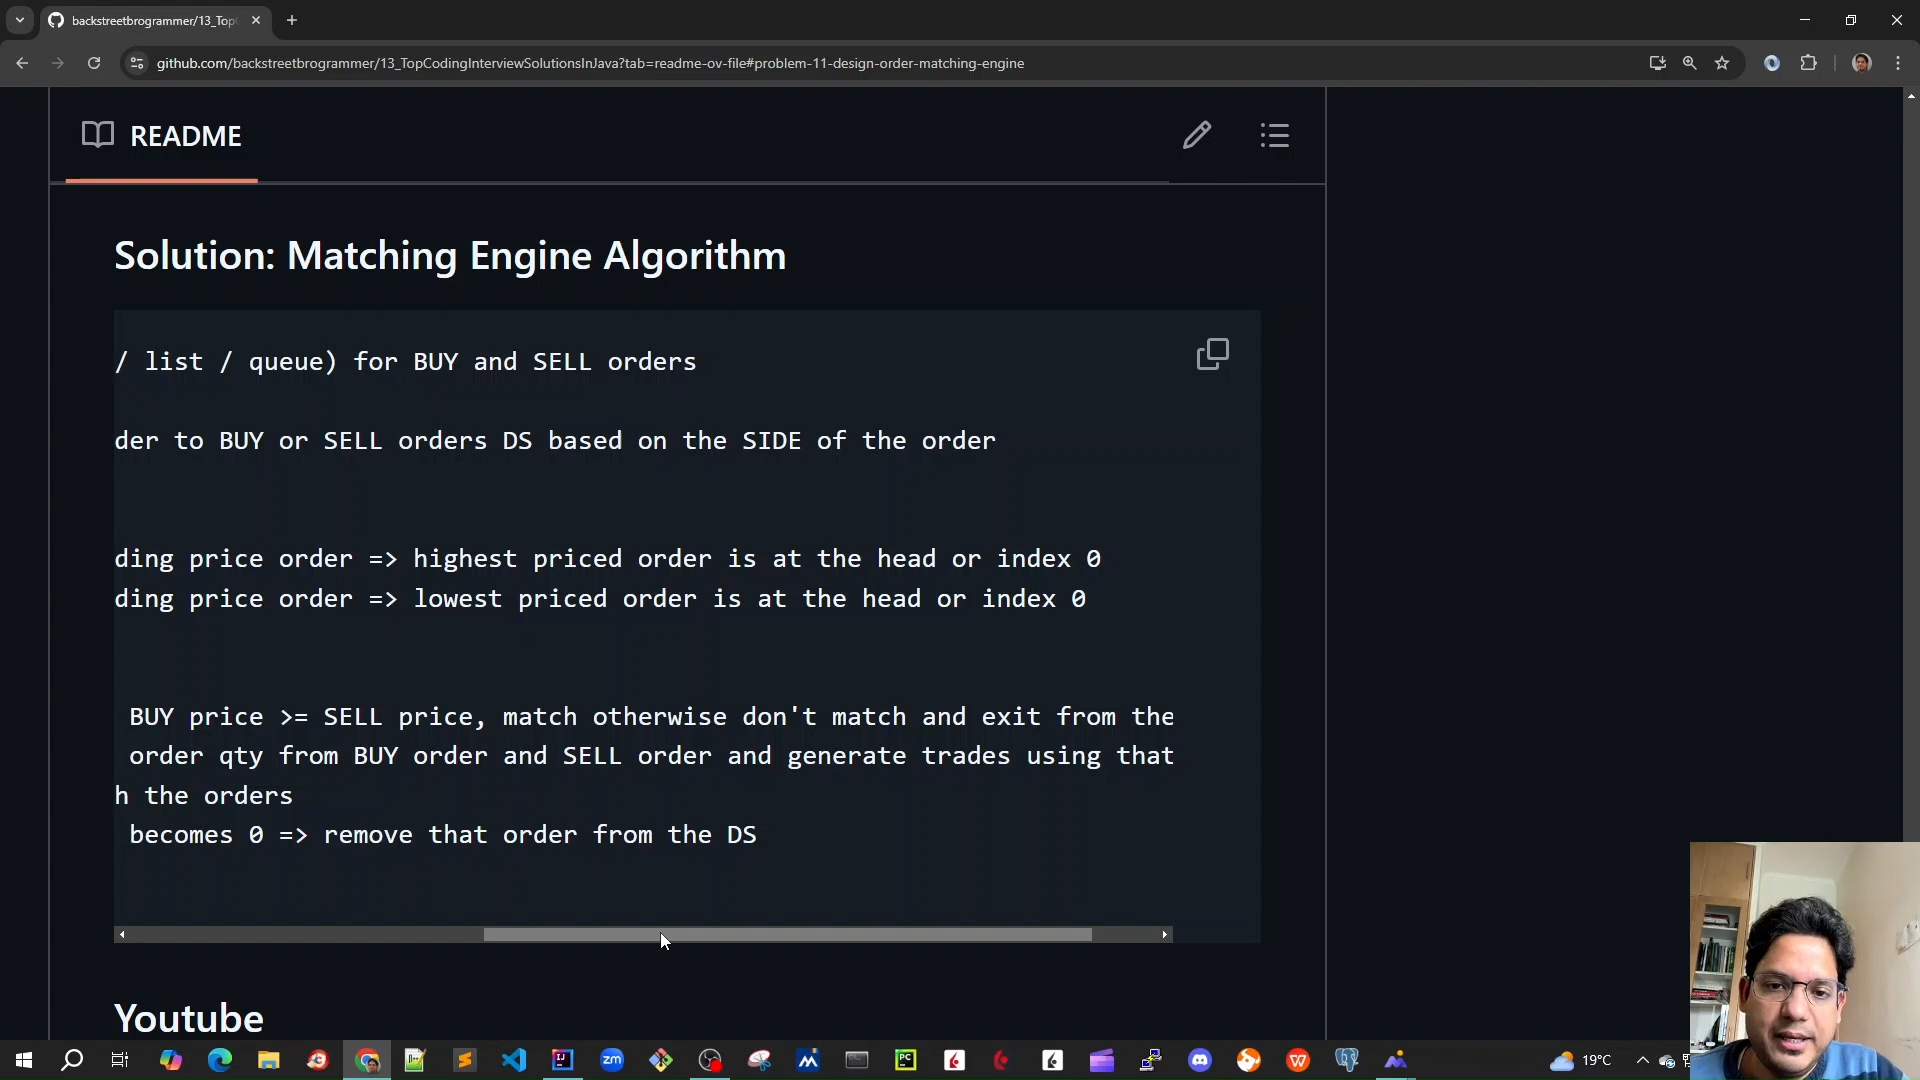 backstreetbrogrammer/13_Top
github.com/backstreetbrogrammer/13_TopCodingInterviewSolutionsInJava?tab=readme-ov-file#problem-11-design-order-matching-engine
README
Solution: Matching Engine Algorithm
/ list / queue) for BUY and SELL orders
der to BUY or SELL orders DS based on the SIDE of the order
ding price order => highest priced order is at the head or index 0
ding price order => lowest priced order is at the head or index 0
BUY price >= SELL price, match otherwise don't match and exit from the
order qty from BUY order and SELL order and generate trades using that
h the orders
becomes 0 => remove that order from the DS
Youtube
zm
IJ
PC
19°C